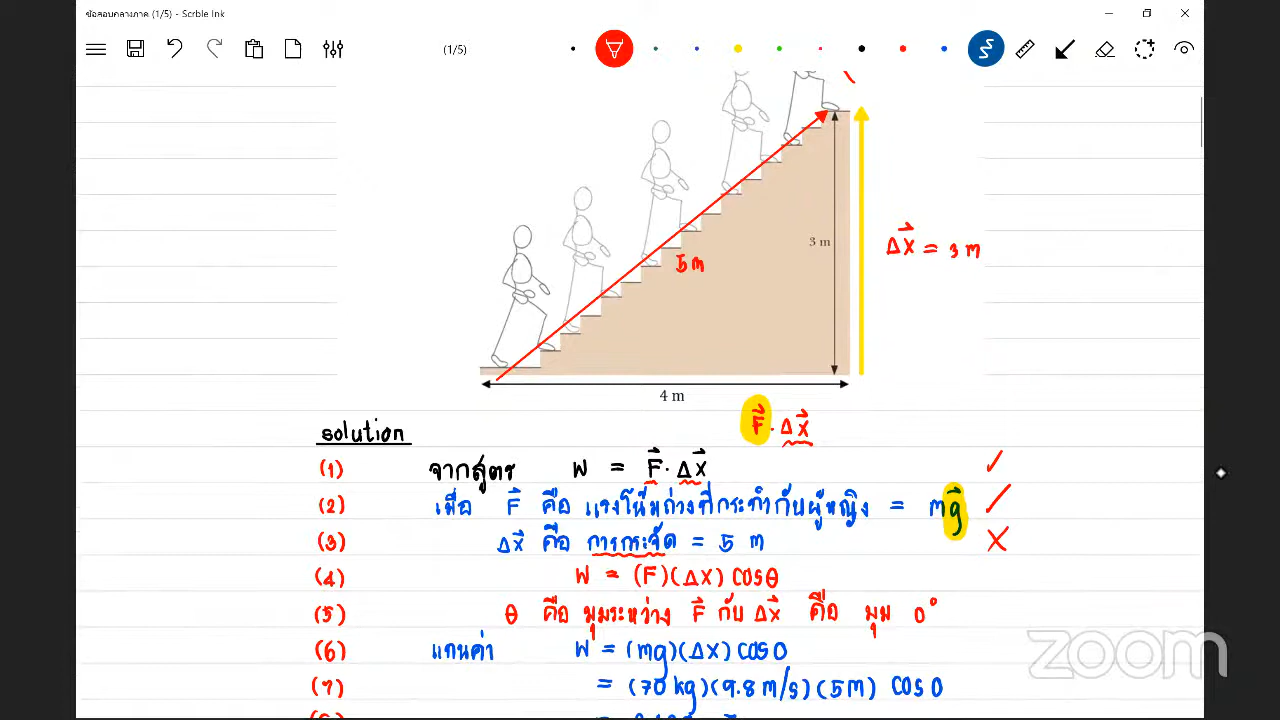 ข้อสอบกลางภาค (1/5) - Scrble Ink
(1/5)
3 m
Δx⃗ = 3 m
5 m
4 m
F⃗ · Δx⃗
solution
(1) จากสูตร W = F⃗ · Δx⃗
(2) เมื่อ F⃗ คือ แรงโน้มถ่วงที่กระทำกับผู้หญิง = mg⃗
(3) Δx⃗ คือ การกระจัด = 5 m
(4) W = (F)(Δx) cosθ
(5) θ คือ มุมระหว่าง F⃗ กับ Δx⃗ คือ มุม 0°
(6) แทนค่า W = (mg)(Δx) cos0
(7) = (70 kg)(9.8 m/s)(5m) cos0
zoom